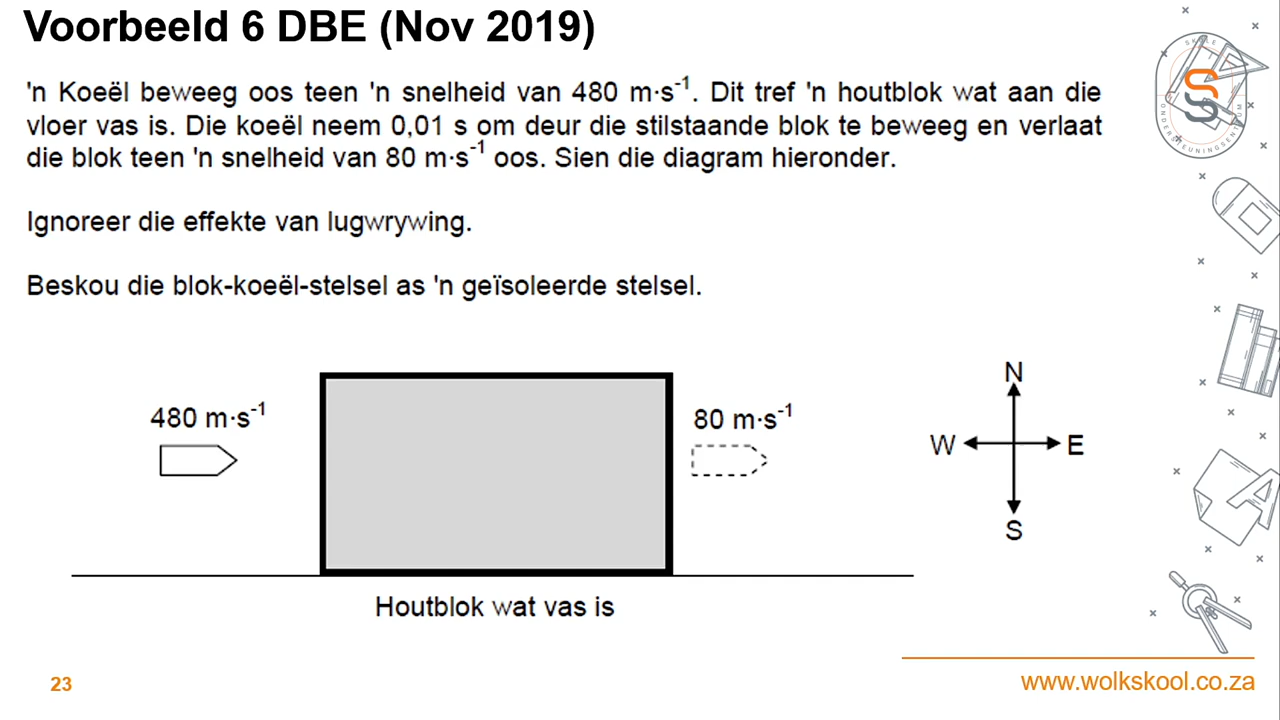 Voorbeeld 6 DBE (Nov 2019)
'n Koeël beweeg oos teen 'n snelheid van 480 m·s⁻¹. Dit tref 'n houtblok wat aan die
vloer vas is. Die koeël neem 0,01 s om deur die stilstaande blok te beweeg en verlaat
die blok teen 'n snelheid van 80 m·s⁻¹ oos. Sien die diagram hieronder.
Ignoreer die effekte van lugwrywing.
Beskou die blok-koeël-stelsel as 'n geïsoleerde stelsel.
480 m·s⁻¹
80 m·s⁻¹
N
W
E
S
Houtblok wat vas is
SKILLE
ONDERSTEUNINGSENTRUM
23
www.wolkskool.co.za